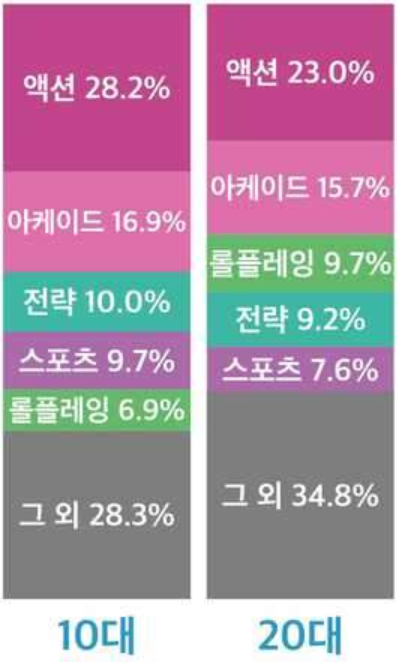 액션 28.2%
아케이드 16.9%
전략 10.0%
스포츠 9.7%
롤플레잉 6.9%
그 외 28.3%
10대
액션 23.0%
아케이드 15.7%
롤플레잉 9.7%
전략 9.2%
스포츠 7.6%
그 외 34.8%
20대